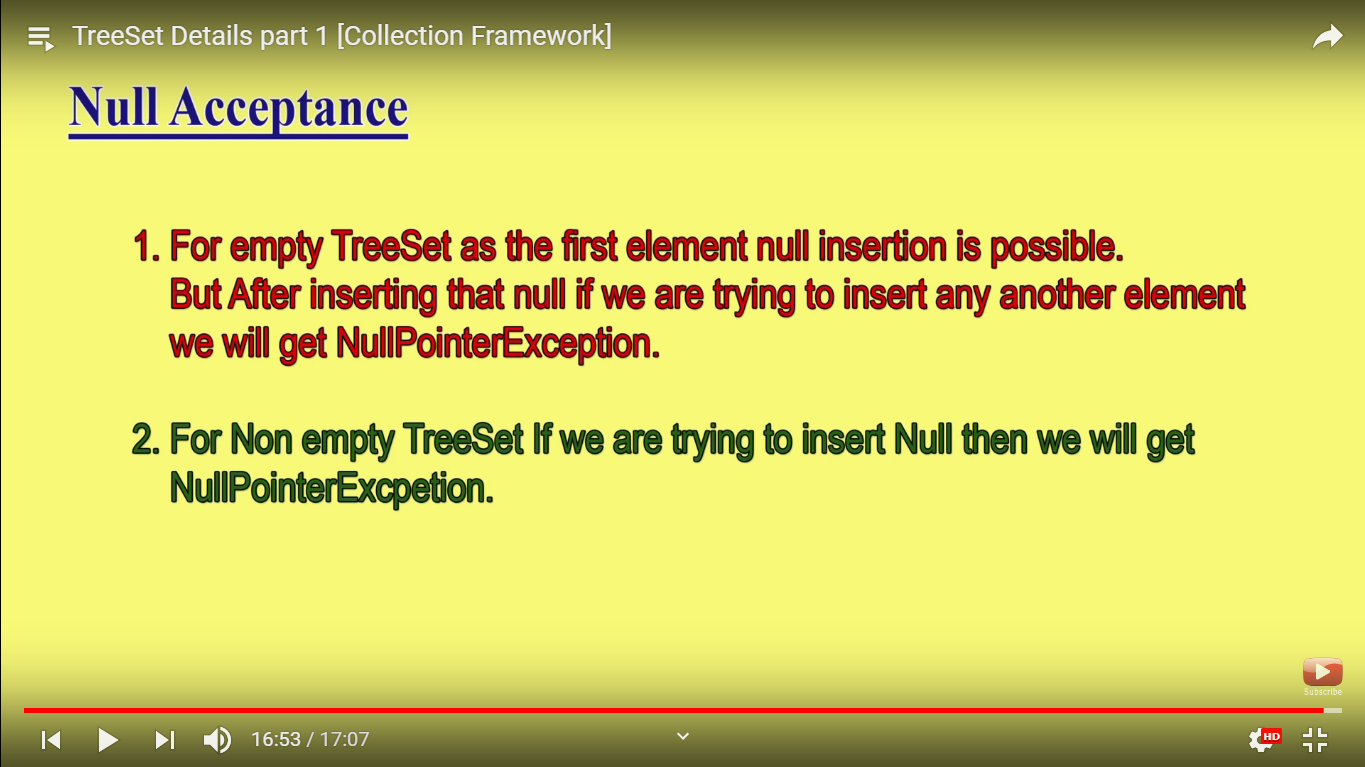 TreeSet Details part 1 [Collection Framework]
Null Acceptance
1. For empty TreeSet as the first element null insertion is possible.
But After inserting that null if we are trying to insert any another element
we will get NullPointerException.
2. For Non empty TreeSet If we are trying to insert Null then we will get
NullPointerExcpetion.
Subscribe
16:53 / 17:07
HD